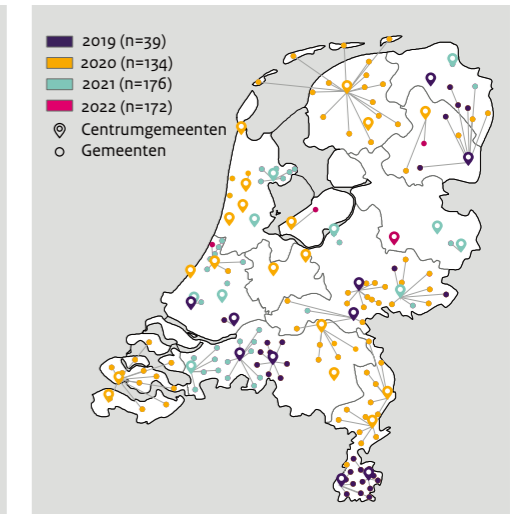 2019 (n=39)
2020 (n=134)
2021 (n=176)
2022 (n=172)
Centrumgemeenten
Gemeenten